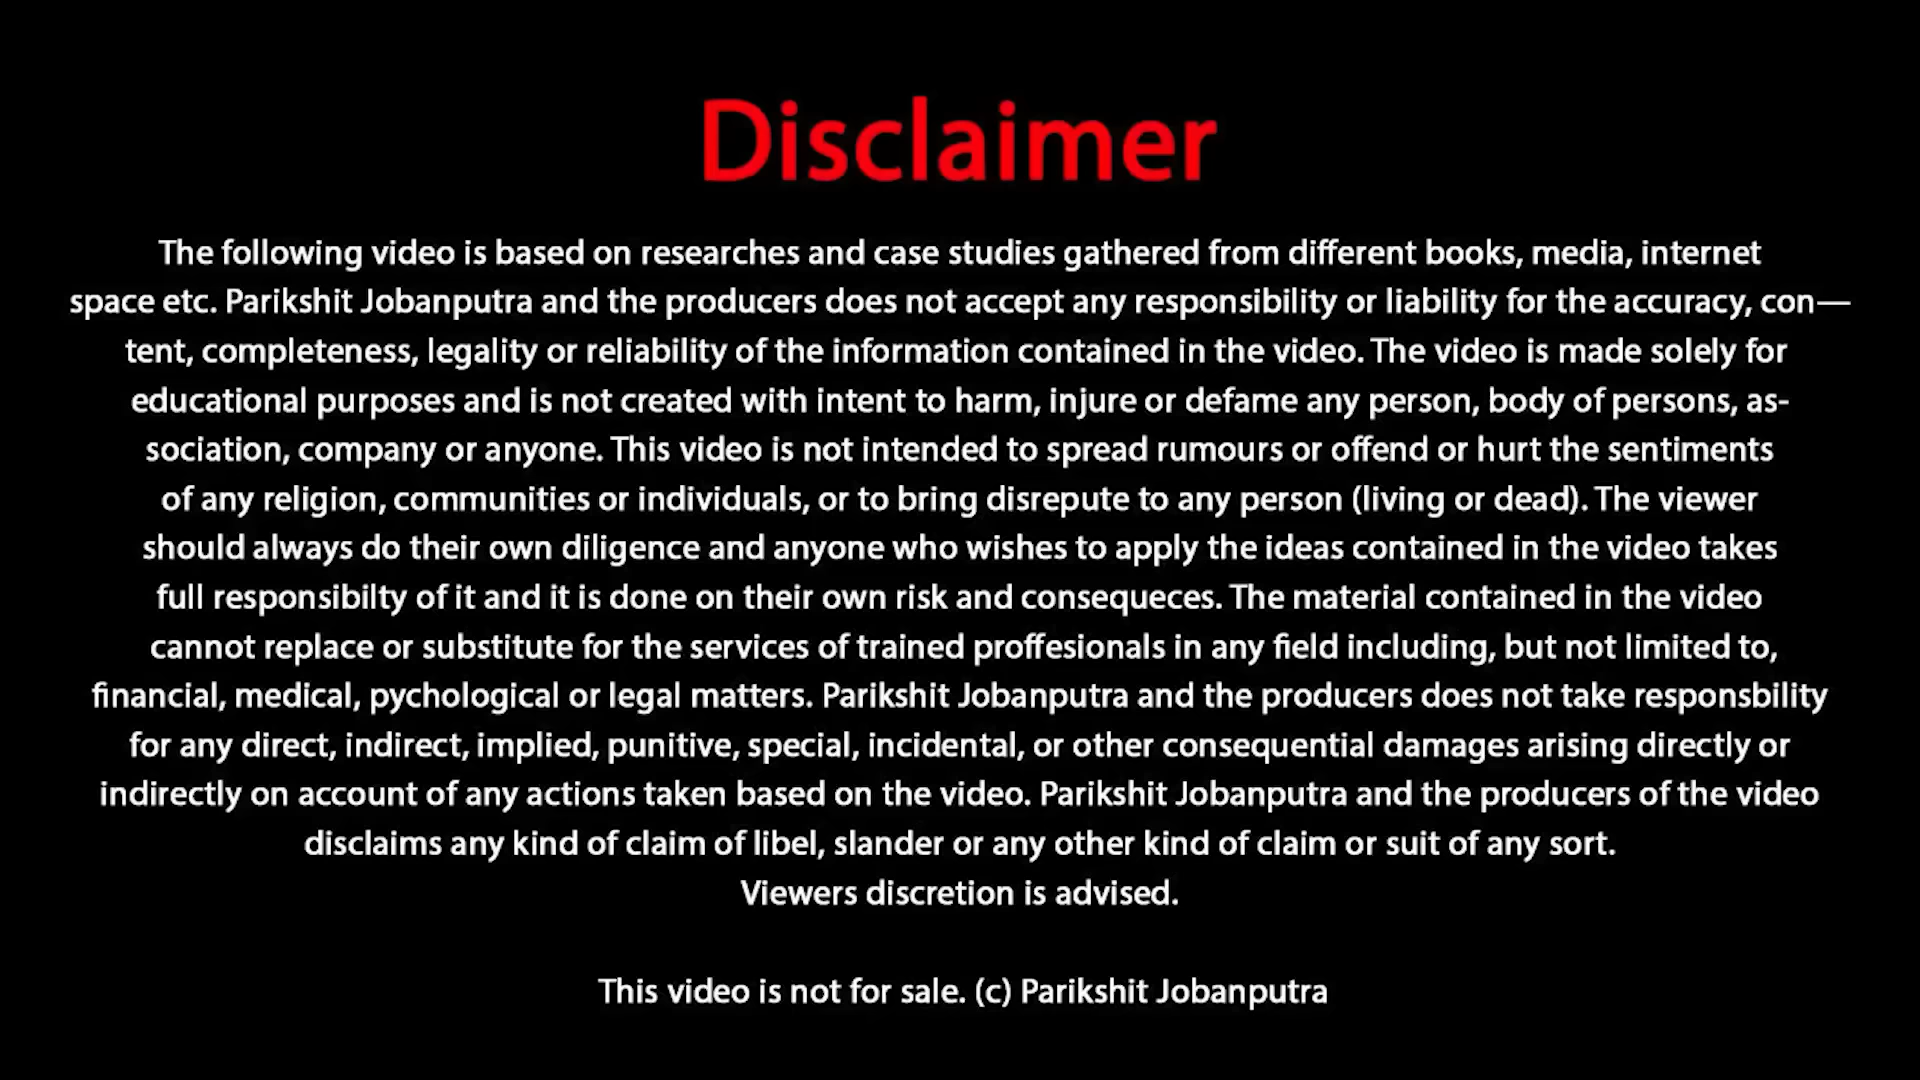 Disclaimer
The following video is based on researches and case studies gathered from different books, media, internet
space etc. Parikshit Jobanputra and the producers does not accept any responsibility or liability for the accuracy, con—
tent, completeness, legality or reliability of the information contained in the video. The video is made solely for
educational purposes and is not created with intent to harm, injure or defame any person, body of persons, as-
sociation, company or anyone. This video is not intended to spread rumours or offend or hurt the sentiments
of any religion, communities or individuals, or to bring disrepute to any person (living or dead). The viewer
should always do their own diligence and anyone who wishes to apply the ideas contained in the video takes
full responsibilty of it and it is done on their own risk and consequeces. The material contained in the video
cannot replace or substitute for the services of trained proffesionals in any field including, but not limited to,
financial, medical, pychological or legal matters. Parikshit Jobanputra and the producers does not take responsbility
for any direct, indirect, implied, punitive, special, incidental, or other consequential damages arising directly or
indirectly on account of any actions taken based on the video. Parikshit Jobanputra and the producers of the video
disclaims any kind of claim of libel, slander or any other kind of claim or suit of any sort.
Viewers discretion is advised.
This video is not for sale. (c) Parikshit Jobanputra